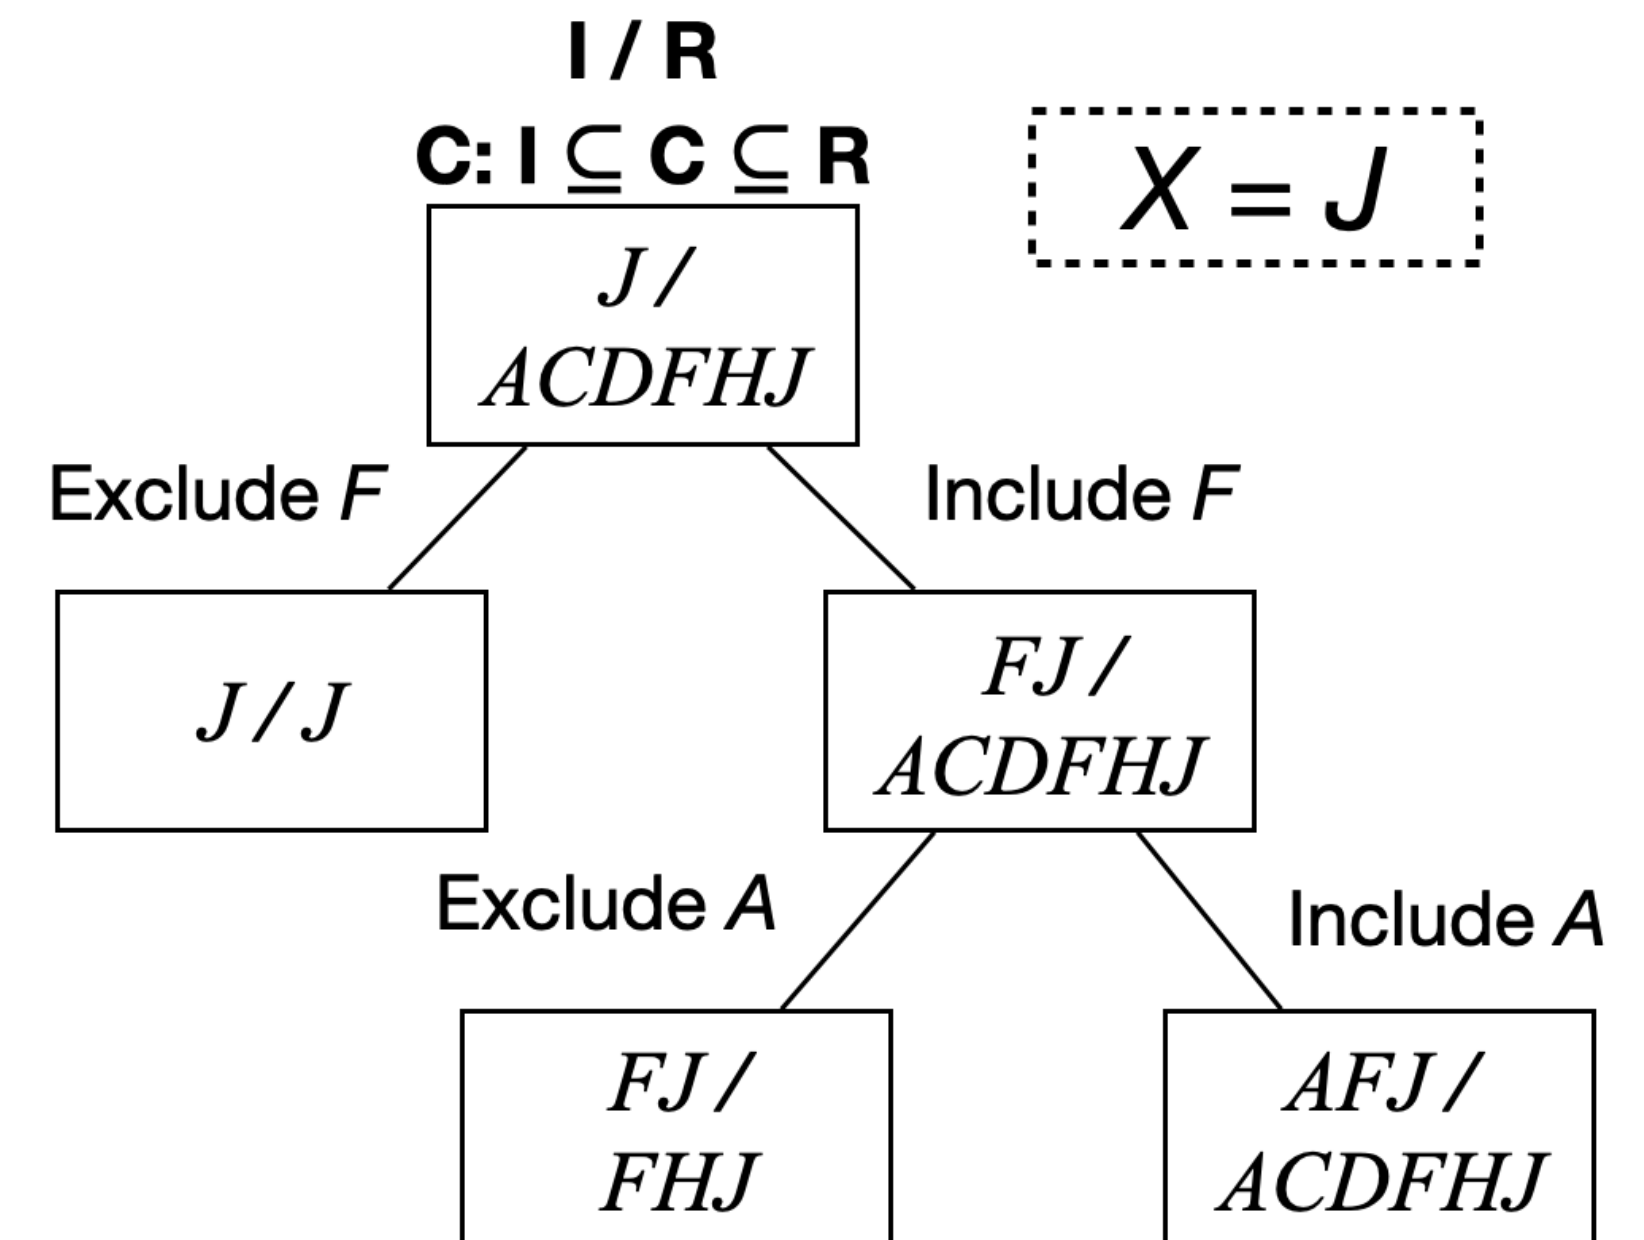 I / R
C: I ⊆ C ⊆ R
X = J
J /
ACDFHJ
Exclude F
Include F
J / J
FJ /
ACDFHJ
Exclude A
Include A
FJ /
FHJ
AFJ /
ACDFHJ